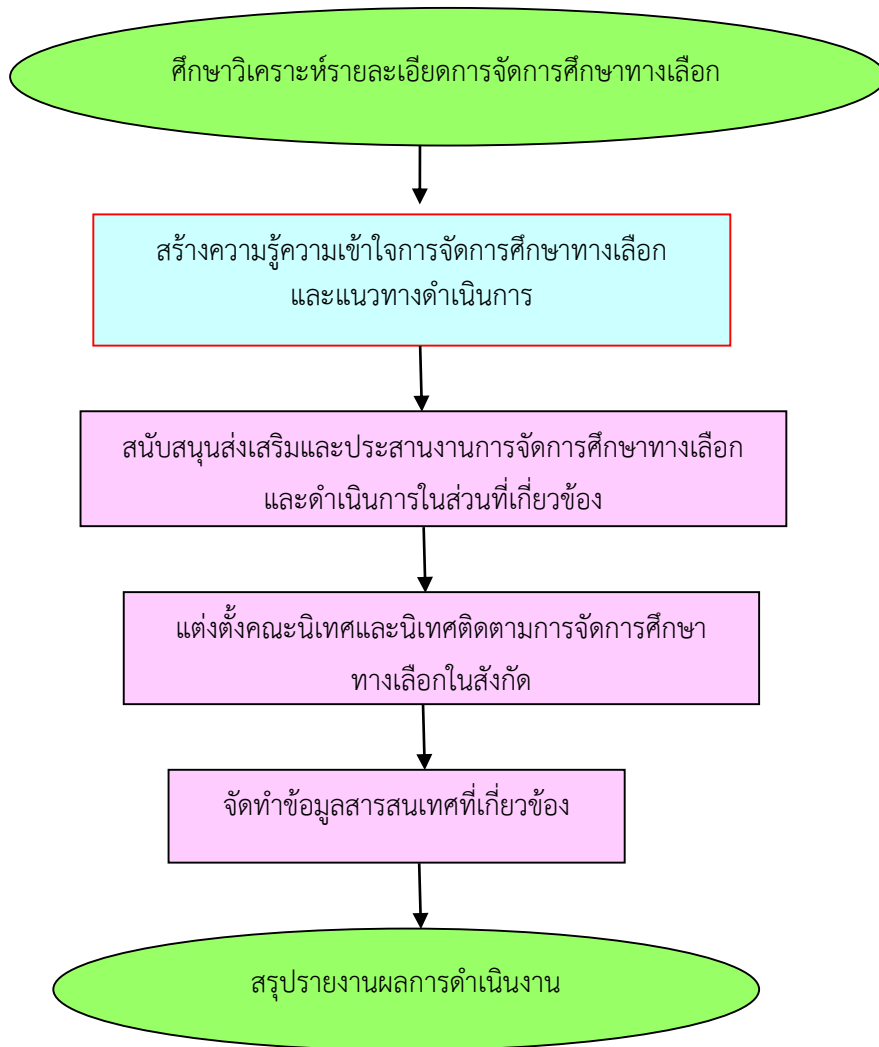 ศึกษาวิเคราะห์รายละเอียดการจัดการศึกษาทางเลือก
สร้างความรู้ความเข้าใจการจัดการศึกษาทางเลือก
และแนวทางดำเนินการ
สนับสนุนส่งเสริมและประสานงานการจัดการศึกษาทางเลือก
และดำเนินการในส่วนที่เกี่ยวข้อง
แต่งตั้งคณะนิเทศและนิเทศติดตามการจัดการศึกษา
ทางเลือกในสังกัด
จัดทำข้อมูลสารสนเทศที่เกี่ยวข้อง
สรุปรายงานผลการดำเนินงาน